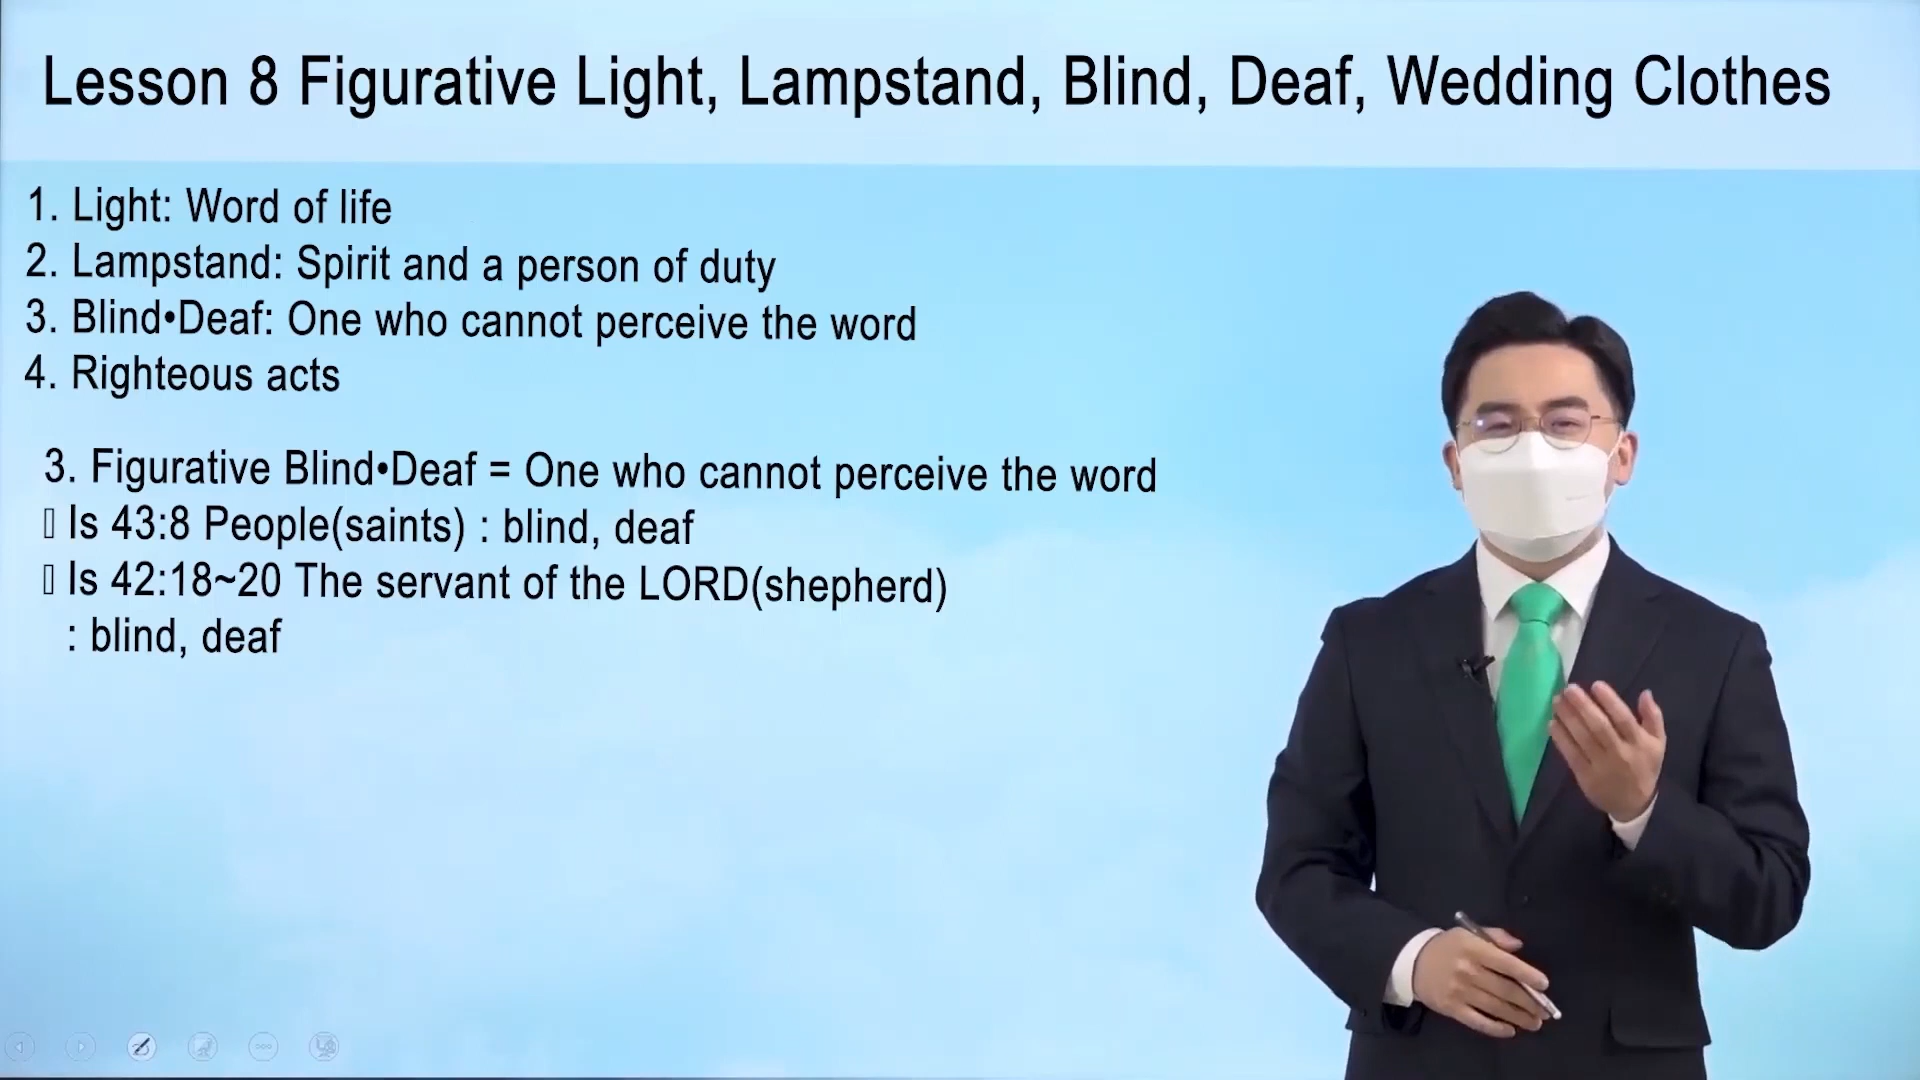 Lesson 8 Figurative Light, Lampstand, Blind, Deaf, Wedding Clothes
1. Light: Word of life
2. Lampstand: Spirit and a person of duty
3. Blind•Deaf: One who cannot perceive the word
4. Righteous acts
3. Figurative Blind•Deaf = One who cannot perceive the word
▯ Is 43:8 People(saints) : blind, deaf
▯ Is 42:18~20 The servant of the LORD(shepherd)
: blind, deaf